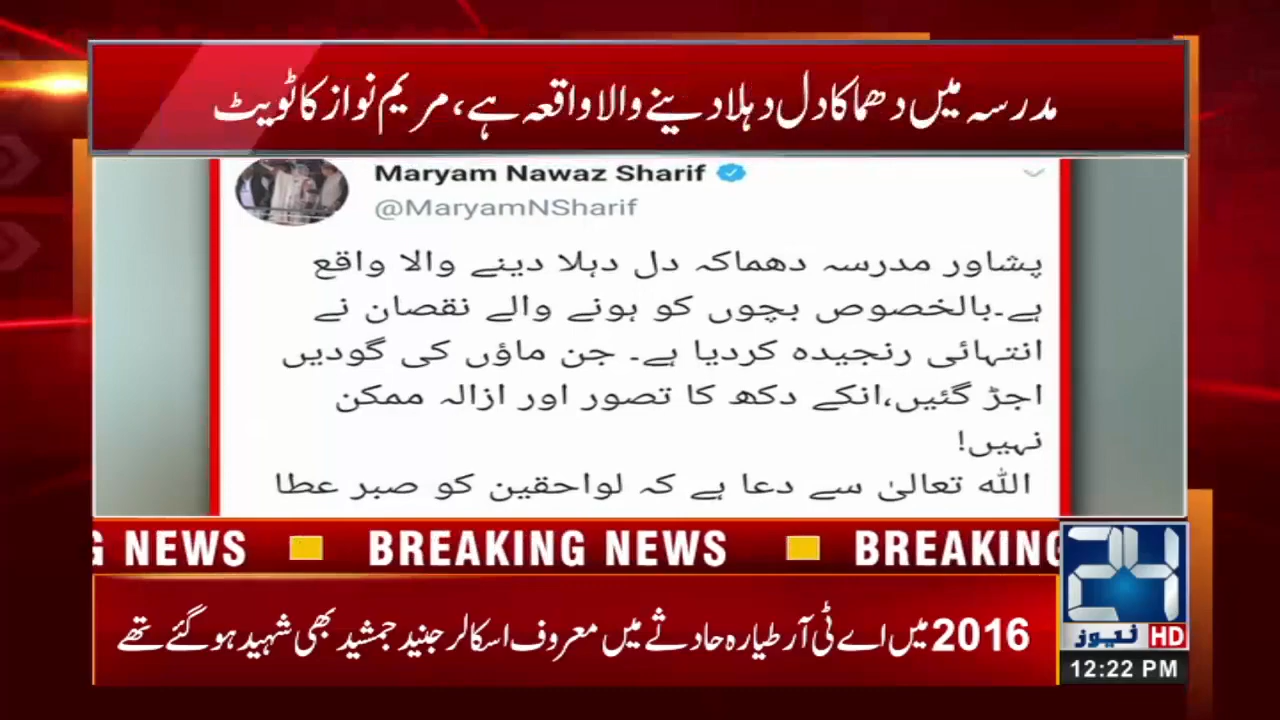 مدرسہ میں دھماکا دل دہلا دینے والا واقعہ ہے، مریم نواز کا ٹویٹ
Maryam Nawaz Sharif
@MaryamNSharif
پشاور مدرسہ دھماکہ دل دہلا دینے والا واقع
ہے۔بالخصوص بچوں کو ہونے والے نقصان نے
انتہائی رنجیدہ کردیا ہے۔ جن ماؤں کی گودیں
اجڑ گئیں،انکے دکھ کا تصور اور ازالہ ممکن
نہیں!
اللّٰہ تعالیٰ سے دعا ہے کہ لواحقین کو صبر عطا
G NEWS BREAKING NEWS BREAKING
24
نیوز HD
2016 میں اے ٹی آر طیارہ حادثے میں معروف اسکالر جنید جمشید بھی شہید ہو گئے تھے
12:22 PM